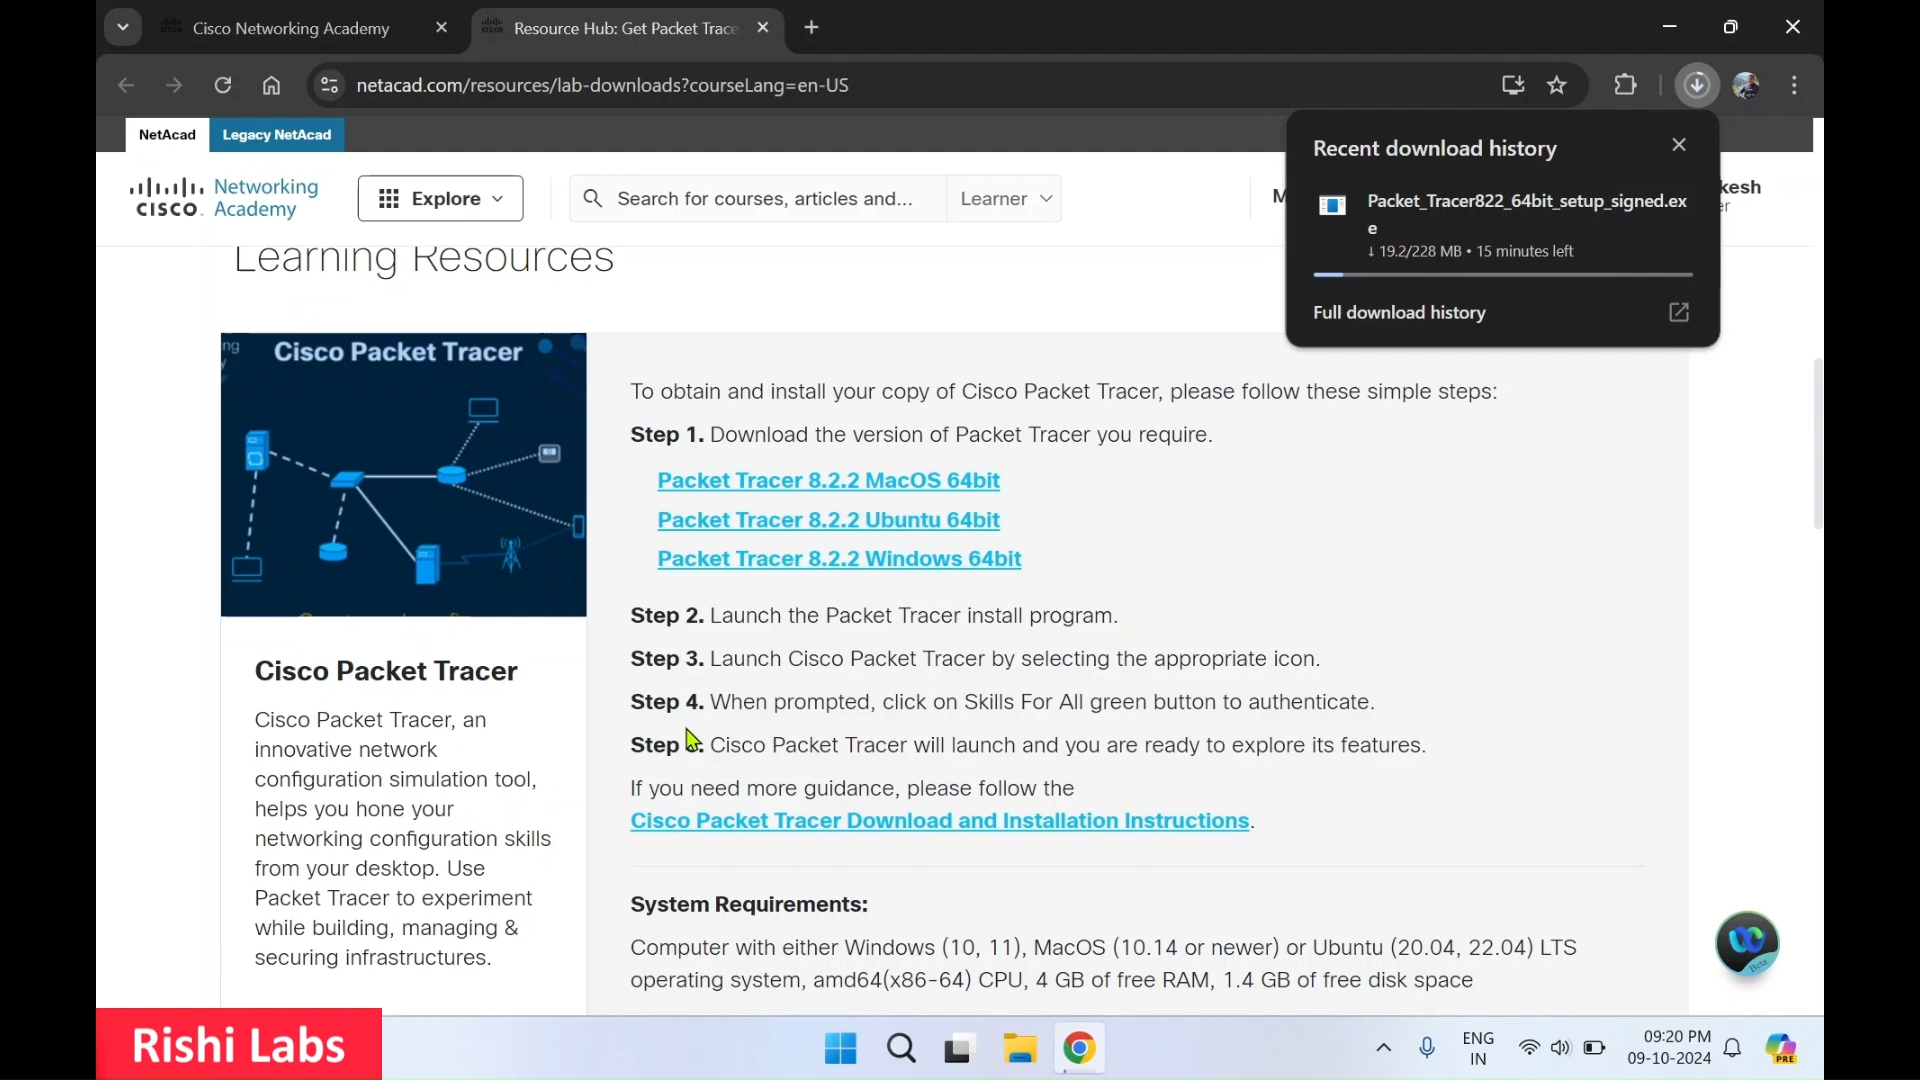 Cisco Networking Academy
Resource Hub: Get Packet Trace
netacad.com/resources/lab-downloads?courseLang=en-US
NetAcad
Legacy NetAcad
CISCO
Networking
Academy
Explore
Search for courses, articles and...
Learner
M
kesh
er
Recent download history
Packet_Tracer822_64bit_setup_signed.ex
e
↓ 19.2/228 MB • 15 minutes left
Full download history
Learning Resources
ng
y
Cisco Packet Tracer
To obtain and install your copy of Cisco Packet Tracer, please follow these simple steps:
Step 1. Download the version of Packet Tracer you require.
Packet Tracer 8.2.2 MacOS 64bit
Packet Tracer 8.2.2 Ubuntu 64bit
Packet Tracer 8.2.2 Windows 64bit
Step 2. Launch the Packet Tracer install program.
Step 3. Launch Cisco Packet Tracer by selecting the appropriate icon.
Step 4. When prompted, click on Skills For All green button to authenticate.
Step . Cisco Packet Tracer will launch and you are ready to explore its features.
If you need more guidance, please follow the
Cisco Packet Tracer Download and Installation Instructions.
Cisco Packet Tracer
Cisco Packet Tracer, an
innovative network
configuration simulation tool,
helps you hone your
networking configuration skills
from your desktop. Use
Packet Tracer to experiment
while building, managing &
securing infrastructures.
System Requirements:
Computer with either Windows (10, 11), MacOS (10.14 or newer) or Ubuntu (20.04, 22.04) LTS
operating system, amd64(x86-64) CPU, 4 GB of free RAM, 1.4 GB of free disk space
Beta
Rishi Labs
ENG
IN
09:20 PM
09-10-2024
PRE